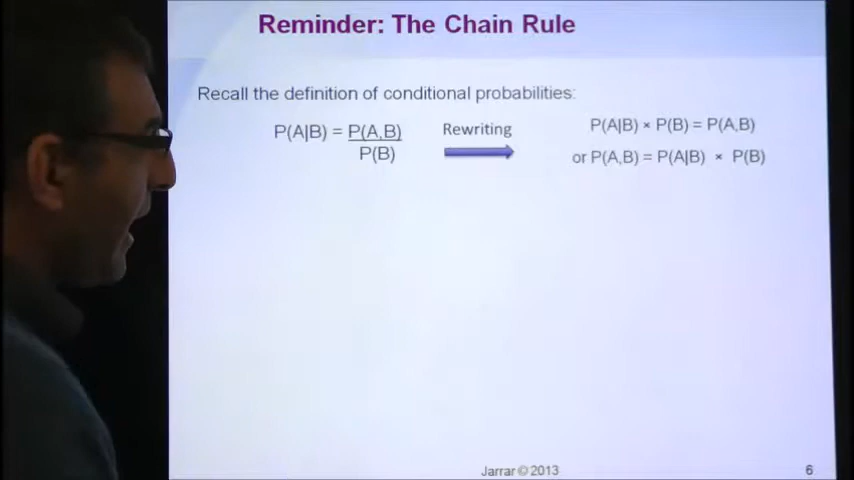 Reminder: The Chain Rule
Recall the definition of conditional probabilities:
P(A|B) = P(A,B)
P(B)
Rewriting
P(A|B) × P(B) = P(A,B)
or P(A,B) = P(A|B) × P(B)
Jarrar © 2013
6